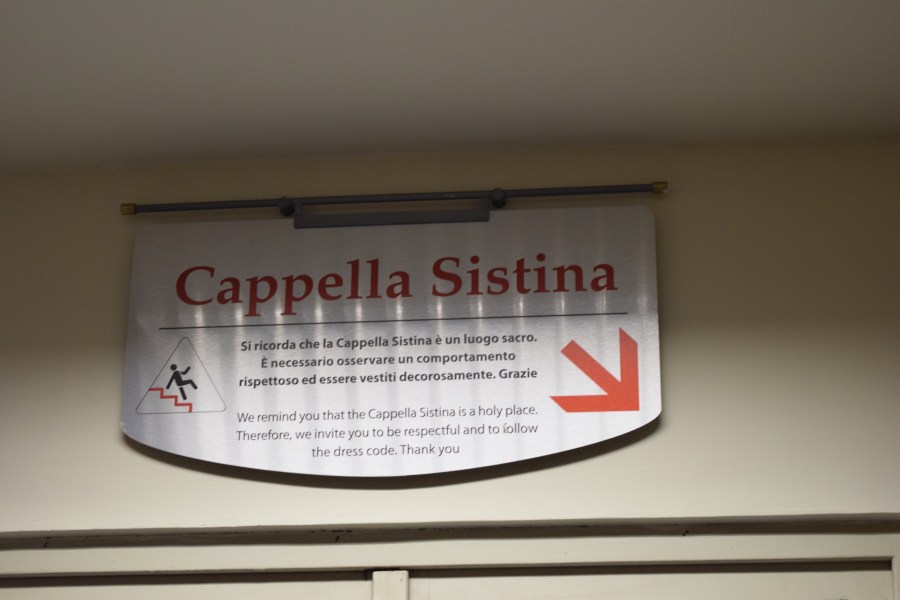 Cappella Sistina
Si ricorda che la Cappella Sistina è un luogo sacro.
È necessario osservare un comportamento
rispettoso ed essere vestiti decorosamente. Grazie
We remind you that the Cappella Sistina is a holy place.
Therefore, we invite you to be respectful and to follow
the dress code. Thank you